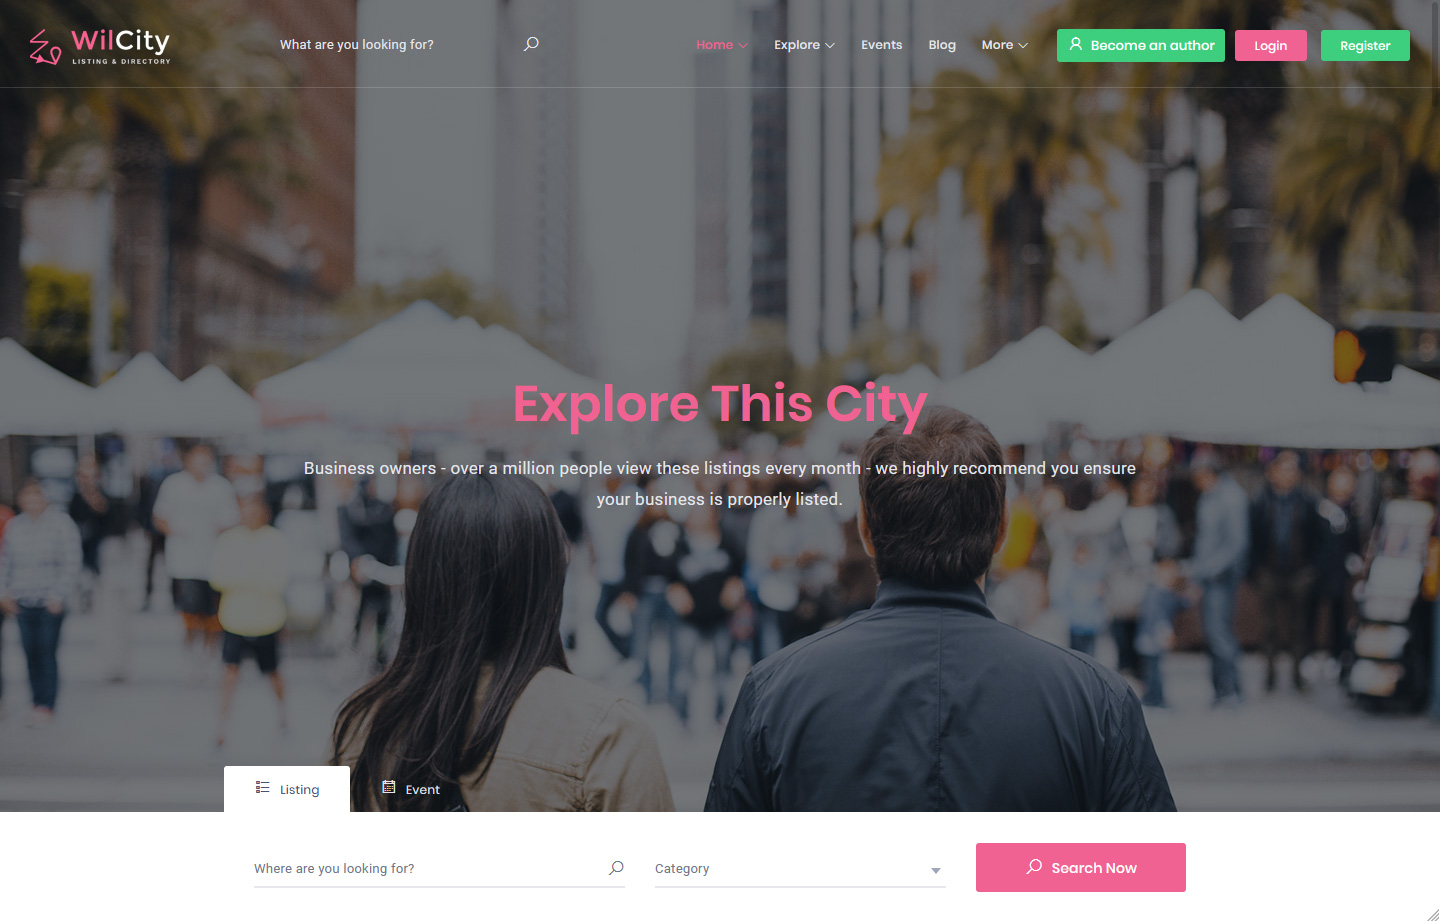 WilCity
LISTING & DIRECTORY
What are you looking for?
Home
Explore
Events
Blog
More
Become an author
Login
Register
Explore This City
Business owners - over a million people view these listings every month - we highly recommend you ensure
your business is properly listed.
Listing
Event
Where are you looking for?
Category
Search Now